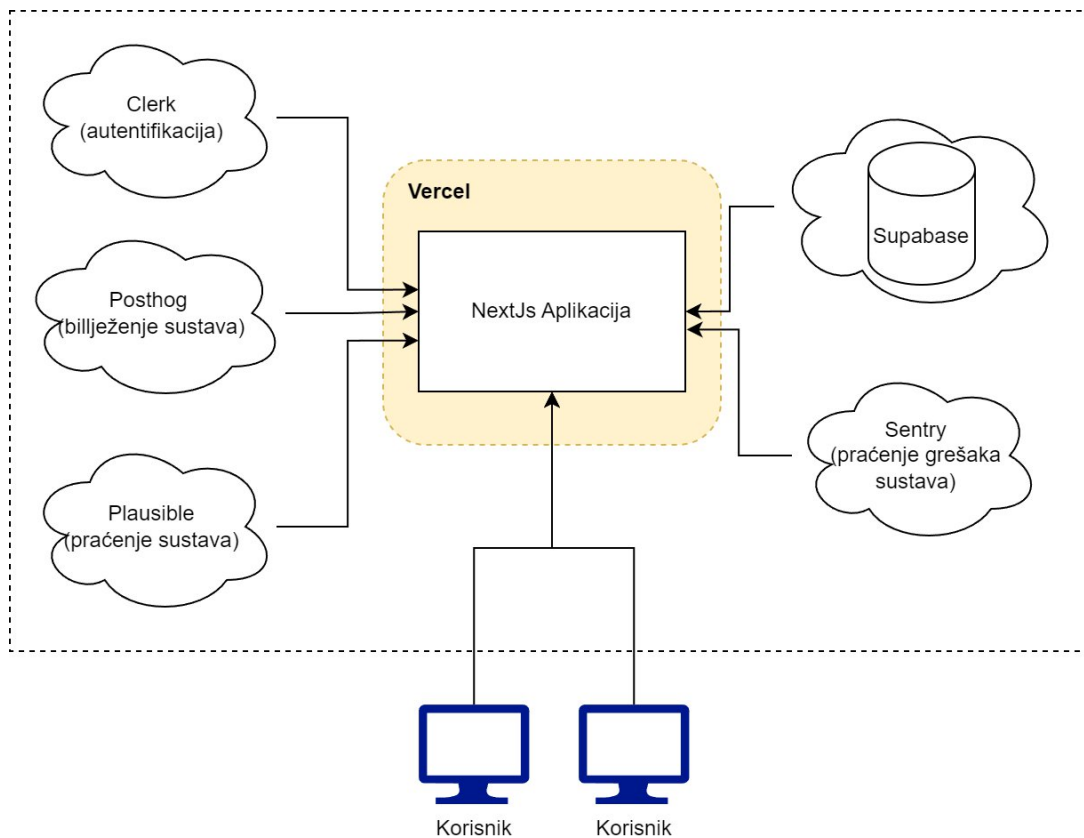 Clerk
(autentifikacija)
Vercel
Supabase
Posthog
(billježenje sustava)
NextJs Aplikacija
Plausible
(praćenje sustava)
Sentry
(praćenje grešaka
sustava)
Korisnik
Korisnik